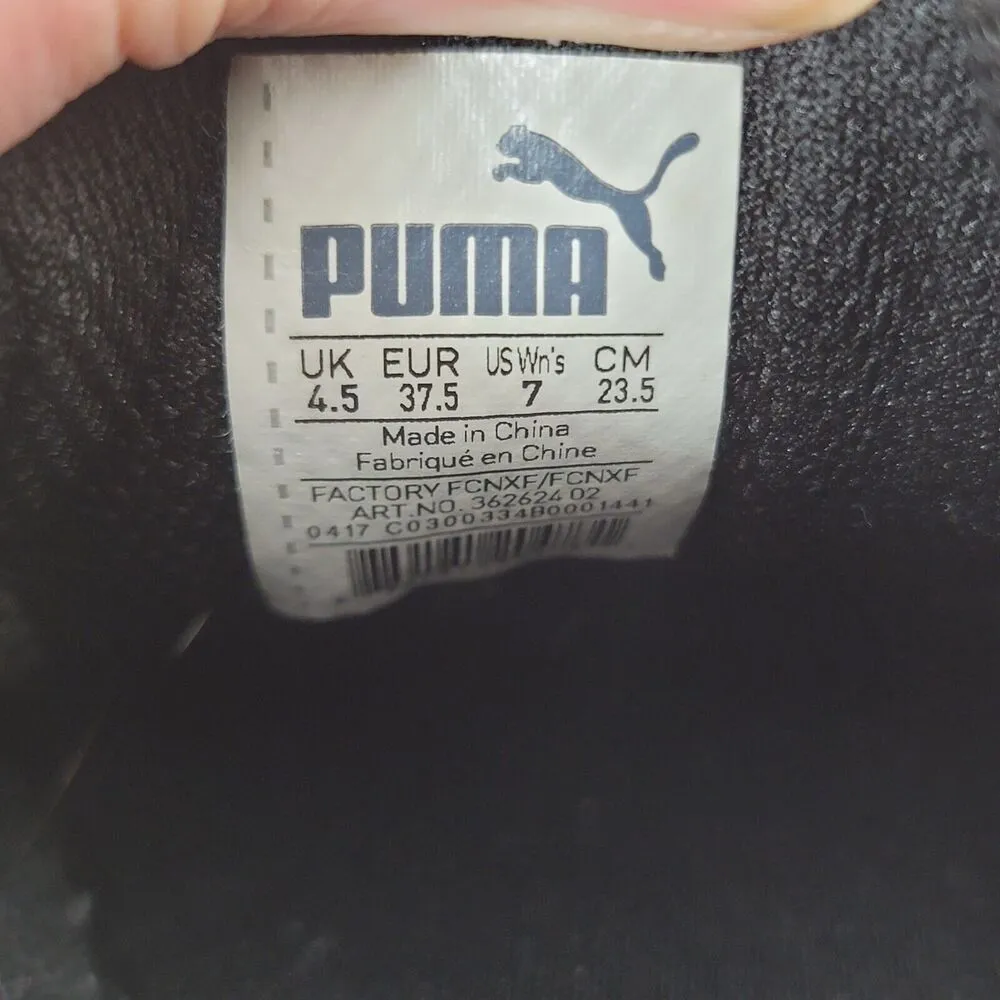 PUMA
UK EUR US Wn's CM
4.5 37.5 7 23.5
Made in China
Fabriqué en Chine
FACTORY FCNXF/FCNXF
ART.NO. 362624 02
0417 C0300334B0001441